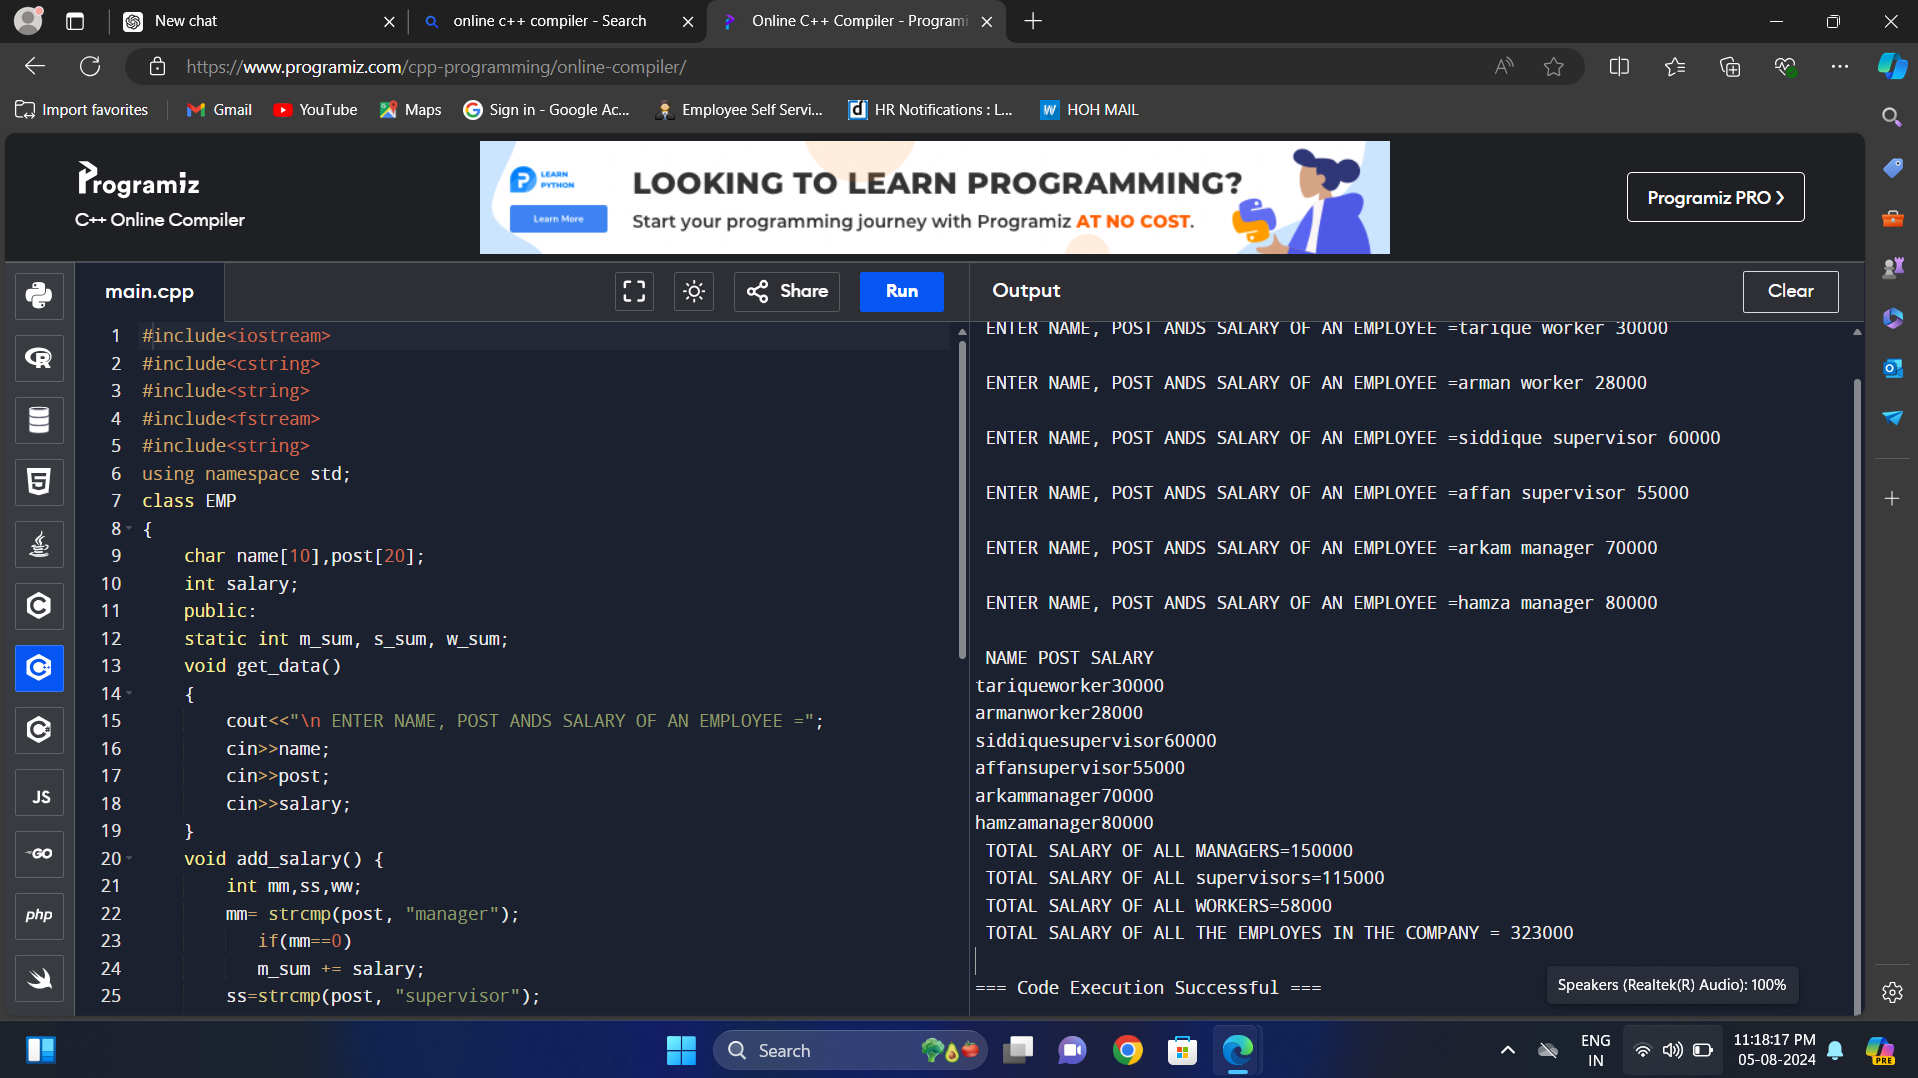 New chat
online c++ compiler - Search
Online C++ Compiler - Programi
https://www.programiz.com/cpp-programming/online-compiler/
Import favorites
Gmail
YouTube
Maps
Sign in - Google Ac...
Employee Self Servi...
HR Notifications : L...
HOH MAIL
Programiz
C++ Online Compiler
LEARN
PYTHON
Learn More
LOOKING TO LEARN PROGRAMMING?
Start your programming journey with Programiz AT NO COST.
Programiz PRO
main.cpp
Share
Run
Output
Clear
1 #include<iostream>
2 #include<cstring>
3 #include<string>
4 #include<fstream>
5 #include<string>
6 using namespace std;
7 class EMP
8 {
9 char name[10],post[20];
10 int salary;
11 public:
12 static int m_sum, s_sum, w_sum;
13 void get_data()
14 {
15 cout<<"\n ENTER NAME, POST ANDS SALARY OF AN EMPLOYEE =";
16 cin>>name;
17 cin>>post;
18 cin>>salary;
19 }
20 void add_salary() {
21 int mm,ss,ww;
22 mm= strcmp(post, "manager");
23 if(mm==0)
24 m_sum += salary;
25 ss=strcmp(post, "supervisor");
ENTER NAME, POST ANDS SALARY OF AN EMPLOYEE =tarique worker 30000
ENTER NAME, POST ANDS SALARY OF AN EMPLOYEE =arman worker 28000
ENTER NAME, POST ANDS SALARY OF AN EMPLOYEE =siddique supervisor 60000
ENTER NAME, POST ANDS SALARY OF AN EMPLOYEE =affan supervisor 55000
ENTER NAME, POST ANDS SALARY OF AN EMPLOYEE =arkam manager 70000
ENTER NAME, POST ANDS SALARY OF AN EMPLOYEE =hamza manager 80000
NAME POST SALARY
tariqueworker30000
armanworker28000
siddiquesupervisor60000
affansupervisor55000
arkammanager70000
hamzamanager80000
TOTAL SALARY OF ALL MANAGERS=150000
TOTAL SALARY OF ALL supervisors=115000
TOTAL SALARY OF ALL WORKERS=58000
TOTAL SALARY OF ALL THE EMPLOYES IN THE COMPANY = 323000
=== Code Execution Successful ===
JS
GO
php
Speakers (Realtek(R) Audio): 100%
Search
ENG
IN
11:18:17 PM
05-08-2024
PRE